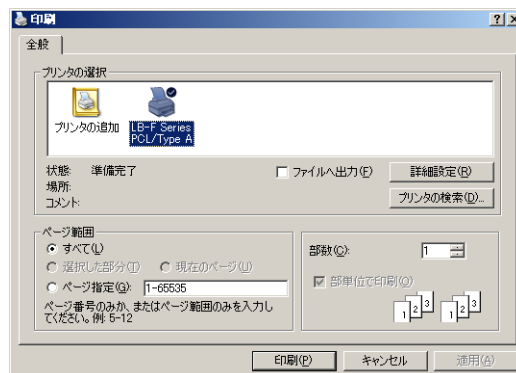 印刷
全般
プリンタの選択
プリンタの追加
LB-F Series
PCL/Type A
状態: 準備完了
場所:
コメント:
ファイルへ出力(F)
詳細設定(R)
プリンタの検索(D)...
ページ範囲
すべて(L)
選択した部分(T)
現在のページ(U)
ページ指定(G):
1-65535
ページ番号のみか、またはページ範囲のみを入力し
てください。例: 5-12
部数(C):
1
部単位で印刷(O)
1 2 3
1 2 3
印刷(P)
キャンセル
適用(A)